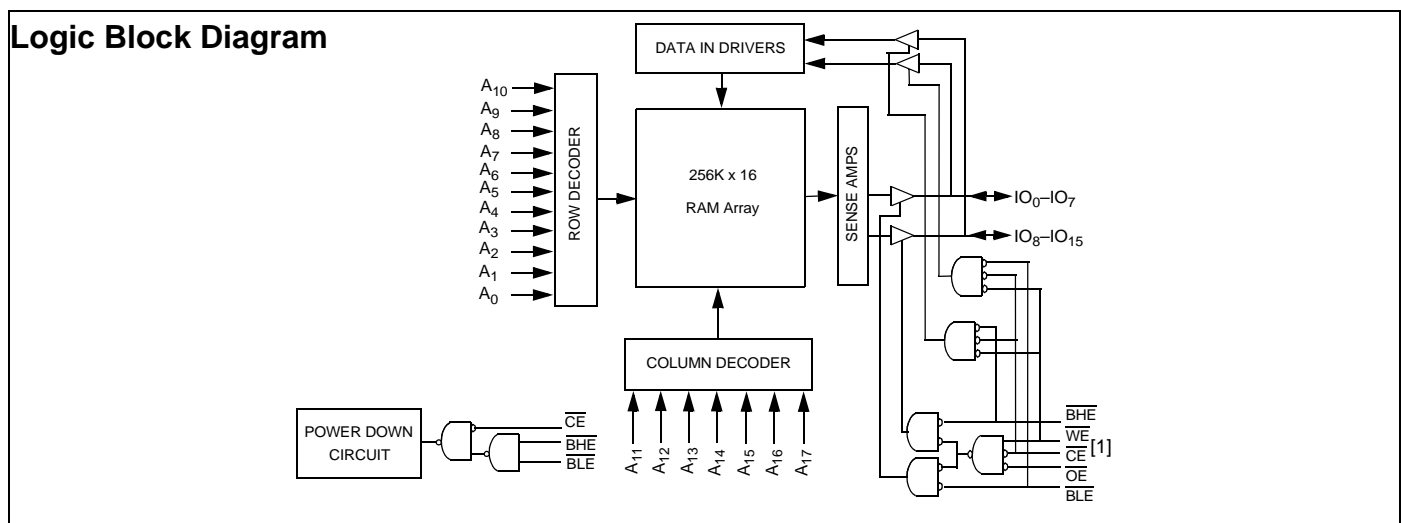 Logic Block Diagram
DATA IN DRIVERS
A10
A9
A8
A7
A6
A5
A4
A3
A2
A1
A0
ROW DECODER
256K x 16
RAM Array
SENSE AMPS
IO0–IO7
IO8–IO15
COLUMN DECODER
A11
A12
A13
A14
A15
A16
A17
POWER DOWN
CIRCUIT
CE
BHE
BLE
BHE
WE
CE[1]
OE
BLE